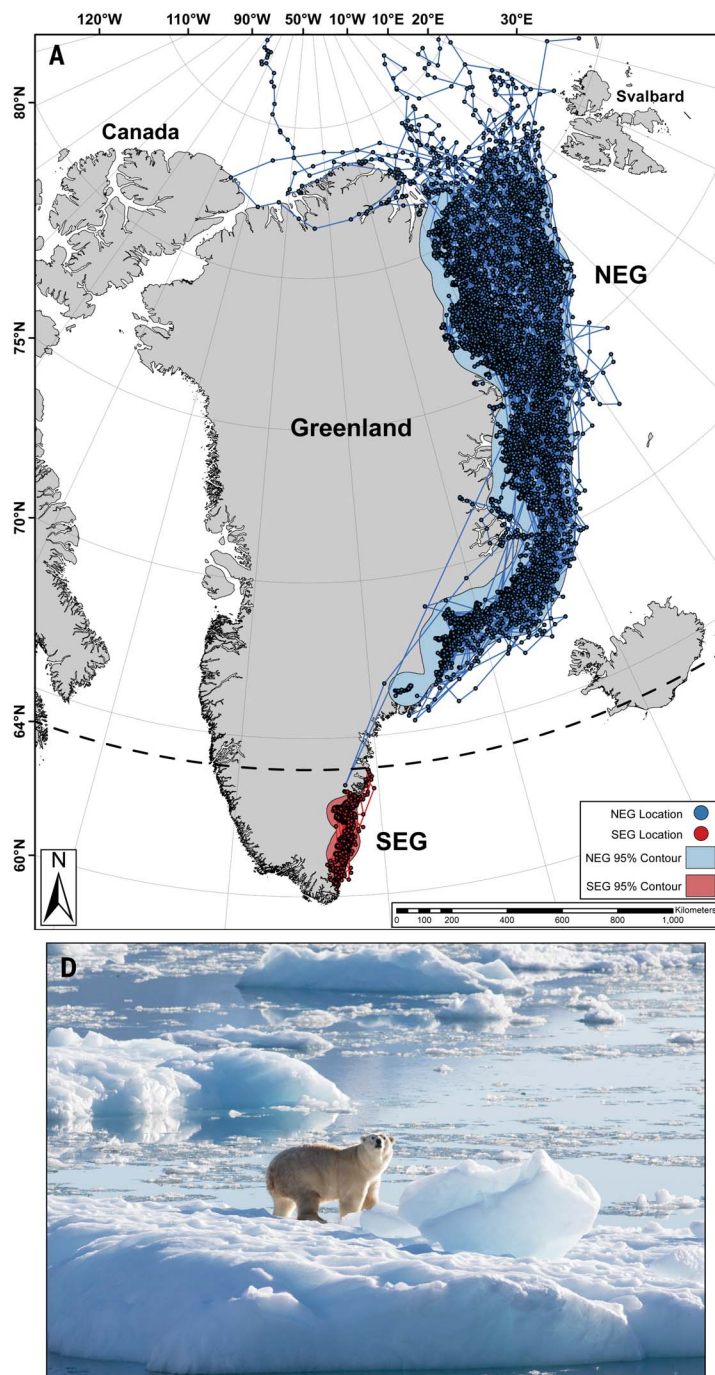 120°W 110°W 90°W 50°W 10°W 10°E 20°E 30°E
A
80°N
Svalbard
Canada
NEG
75°N
Greenland
70°N
64°N
NEG Location
SEG Location
SEG
NEG 95% Contour
60°N
N
SEG 95% Contour
Kilometers
0 100 200 400 600 800 1,000
D